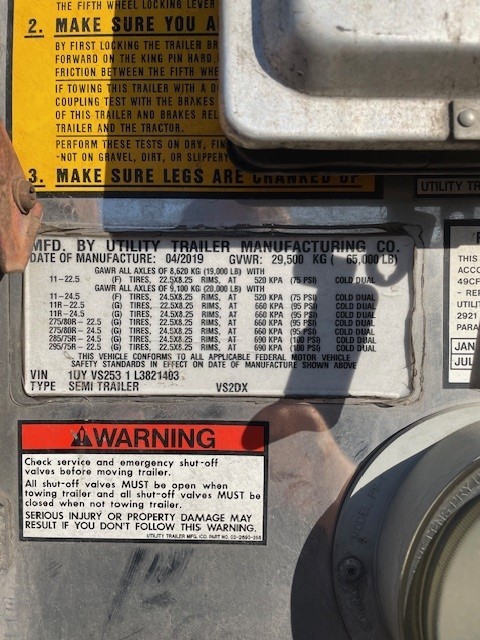 THE FIFTH WHEEL LOCKING LEVER
2. MAKE SURE YOU A
BY FIRST LOCKING THE TRAILER BR
FORWARD ON THE KING PIN HARD
FRICTION BETWEEN THE FIFTH WHE
IF TOWING THIS TRAILER WITH A D
COUPLING TEST WITH THE BRAKES
OF THIS TRAILER AND BRAKES REL
TRAILER AND THE TRACTOR.
PERFORM THESE TESTS ON DRY, FIN
-NOT ON GRAVEL, DIRT, OR SLIPPERY
3. MAKE SURE LEGS ARE CRANKED UP
UTILITY TR
MFD. BY UTILITY TRAILER MANUFACTURING CO.
DATE OF MANUFACTURE: 04/2019 GVWR: 29,500 KG ( 65,000 LB)
GAWR ALL AXLES OF 8,620 KG (19,000 LB) WITH
11-22.5 (F) TIRES, 22.5X8.25 RIMS, AT 520 KPA (75 PSI) COLD DUAL
GAWR ALL AXLES OF 9,100 KG (20,000 LB) WITH
11-24.5 (F) TIRES, 24.5X8.25 RIMS, AT 520 KPA (75 PSI) COLD DUAL
11R-22.5 (G) TIRES, 22.5X8.25 RIMS, AT 660 KPA (95 PSI) COLD DUAL
11R-24.5 (G) TIRES, 24.5X8.25 RIMS, AT 660 KPA (95 PSI) COLD DUAL
275/80R- 22.5 (G) TIRES, 22.5X8.25 RIMS, AT 660 KPA (95 PSI) COLD DUAL
275/80R- 24.5 (G) TIRES, 24.5X8.25 RIMS, AT 660 KPA (95 PSI) COLD DUAL
285/75R- 24.5 (G) TIRES, 24.5X8.25 RIMS, AT 690 KPA (100 PSI) COLD DUAL
295/75R- 22.5 (G) TIRES, 22.5X8.25 RIMS, AT 690 KPA (100 PSI) COLD DUAL
THIS VEHICLE CONFORMS TO ALL APPLICABLE FEDERAL MOTOR VEHICLE
SAFETY STANDARDS IN EFFECT ON DATE OF MANUFACTURE SHOWN ABOVE
VIN 1UY VS253 1 L3821403
TYPE SEMI TRAILER VS2DX
THIS
ACCO
49CF
- RE
UTILIT
2921
PARA
JAN
JUL
WARNING
Check service and emergency shut-off
valves before moving trailer.
All shut-off valves MUST be open when
towing trailer and all shut-off valves MUST be
closed when not towing trailer.
SERIOUS INJURY OR PROPERTY DAMAGE MAY
RESULT IF YOU DON'T FOLLOW THIS WARNING.